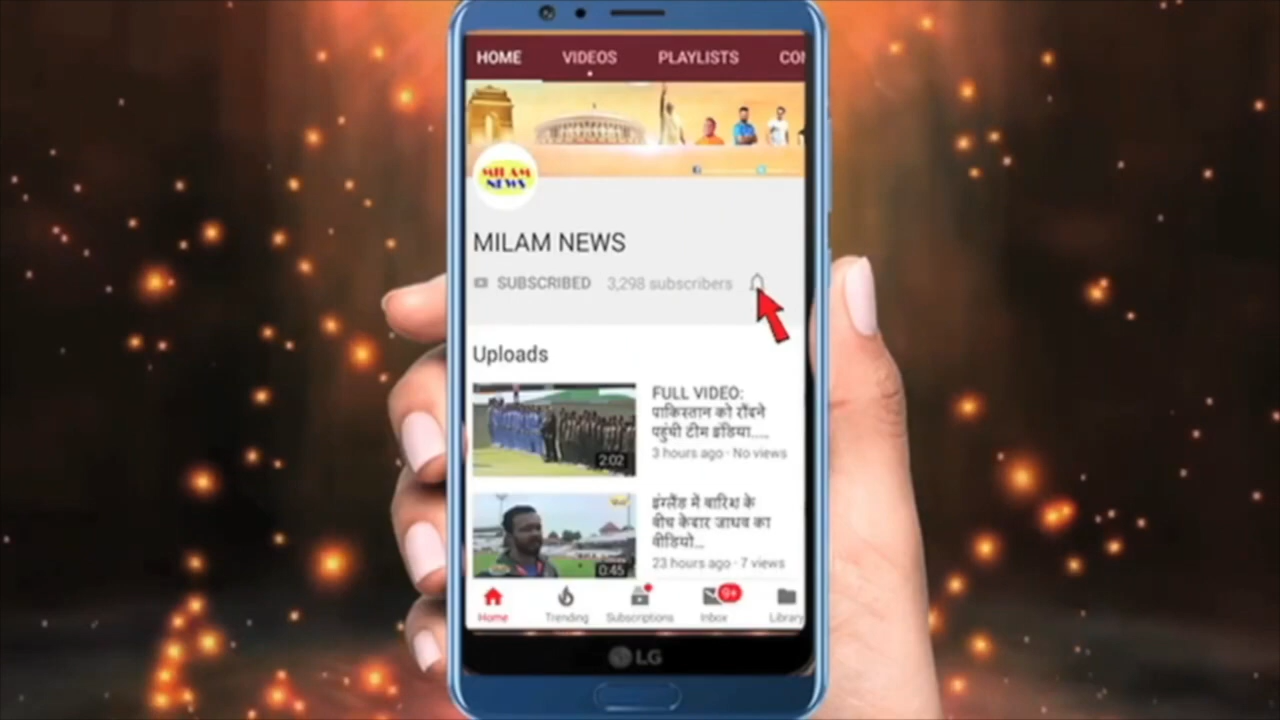 HOME VIDEOS PLAYLISTS CO
MILAM
NEWS
MILAM NEWS
SUBSCRIBED 3,298 subscribers
Uploads
FULL VIDEO:
पाकिस्तान को रौंदने
पहुंची टीम इंडिया.....
3 hours ago · No views
2:02
इंग्लैंड में बारिश के
बीच केदार जाधव का
वीडियो...
23 hours ago · 7 views
0:45
9+
Home Trending Subscriptions Inbox Library
LG